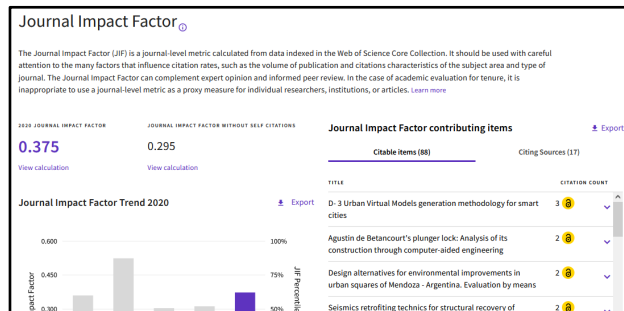 Journal Impact Factor
The Journal Impact Factor (JIF) is a journal-level metric calculated from data indexed in the Web of Science Core Collection. It should be used with careful
attention to the many factors that influence citation rates, such as the volume of publication and citations characteristics of the subject area and type of
journal. The Journal Impact Factor can complement expert opinion and informed peer review. In the case of academic evaluation for tenure, it is
inappropriate to use a journal-level metric as a proxy measure for individual researchers, institutions, or articles. Learn more
2020 JOURNAL IMPACT FACTOR
0.375
View calculation
JOURNAL IMPACT FACTOR WITHOUT SELF CITATIONS
0.295
View calculation
Journal Impact Factor Trend 2020
Export
0.600
0.450
0.300
100%
75%
50%
Journal Impact Factor contributing items
Export
Citable items (88)
Citing Sources (17)
TITLE
CITATION COUNT
D- 3 Urban Virtual Models generation methodology for smart
cities
3
Agustin de Betancourt's plunger lock: Analysis of its
construction through computer-aided engineering
2
Design alternatives for environmental improvements in
urban squares of Mendoza - Argentina. Evaluation by means
2
Seismics retrofiting technics for structural recovery of
2